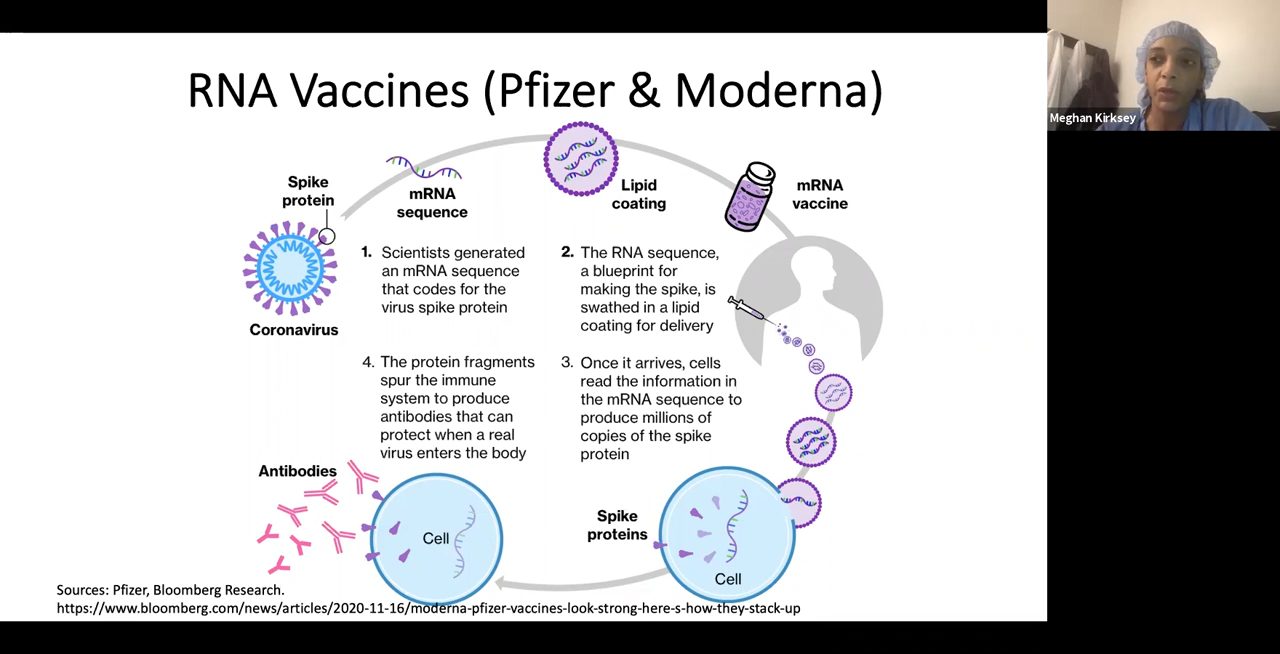 RNA Vaccines (Pfizer & Moderna)
Meghan Kirksey
Spike
protein
mRNA
sequence
Lipid
coating
mRNA
vaccine
Coronavirus
1. Scientists generated
an mRNA sequence
that codes for the
virus spike protein
2. The RNA sequence,
a blueprint for
making the spike, is
swathed in a lipid
coating for delivery
3. Once it arrives, cells
read the information in
the mRNA sequence to
produce millions of
copies of the spike
protein
4. The protein fragments
spur the immune
system to produce
antibodies that can
protect when a real
virus enters the body
Antibodies
Cell
Spike
proteins
Cell
Sources: Pfizer, Bloomberg Research.
https://www.bloomberg.com/news/articles/2020-11-16/moderna-pfizer-vaccines-look-strong-here-s-how-they-stack-up